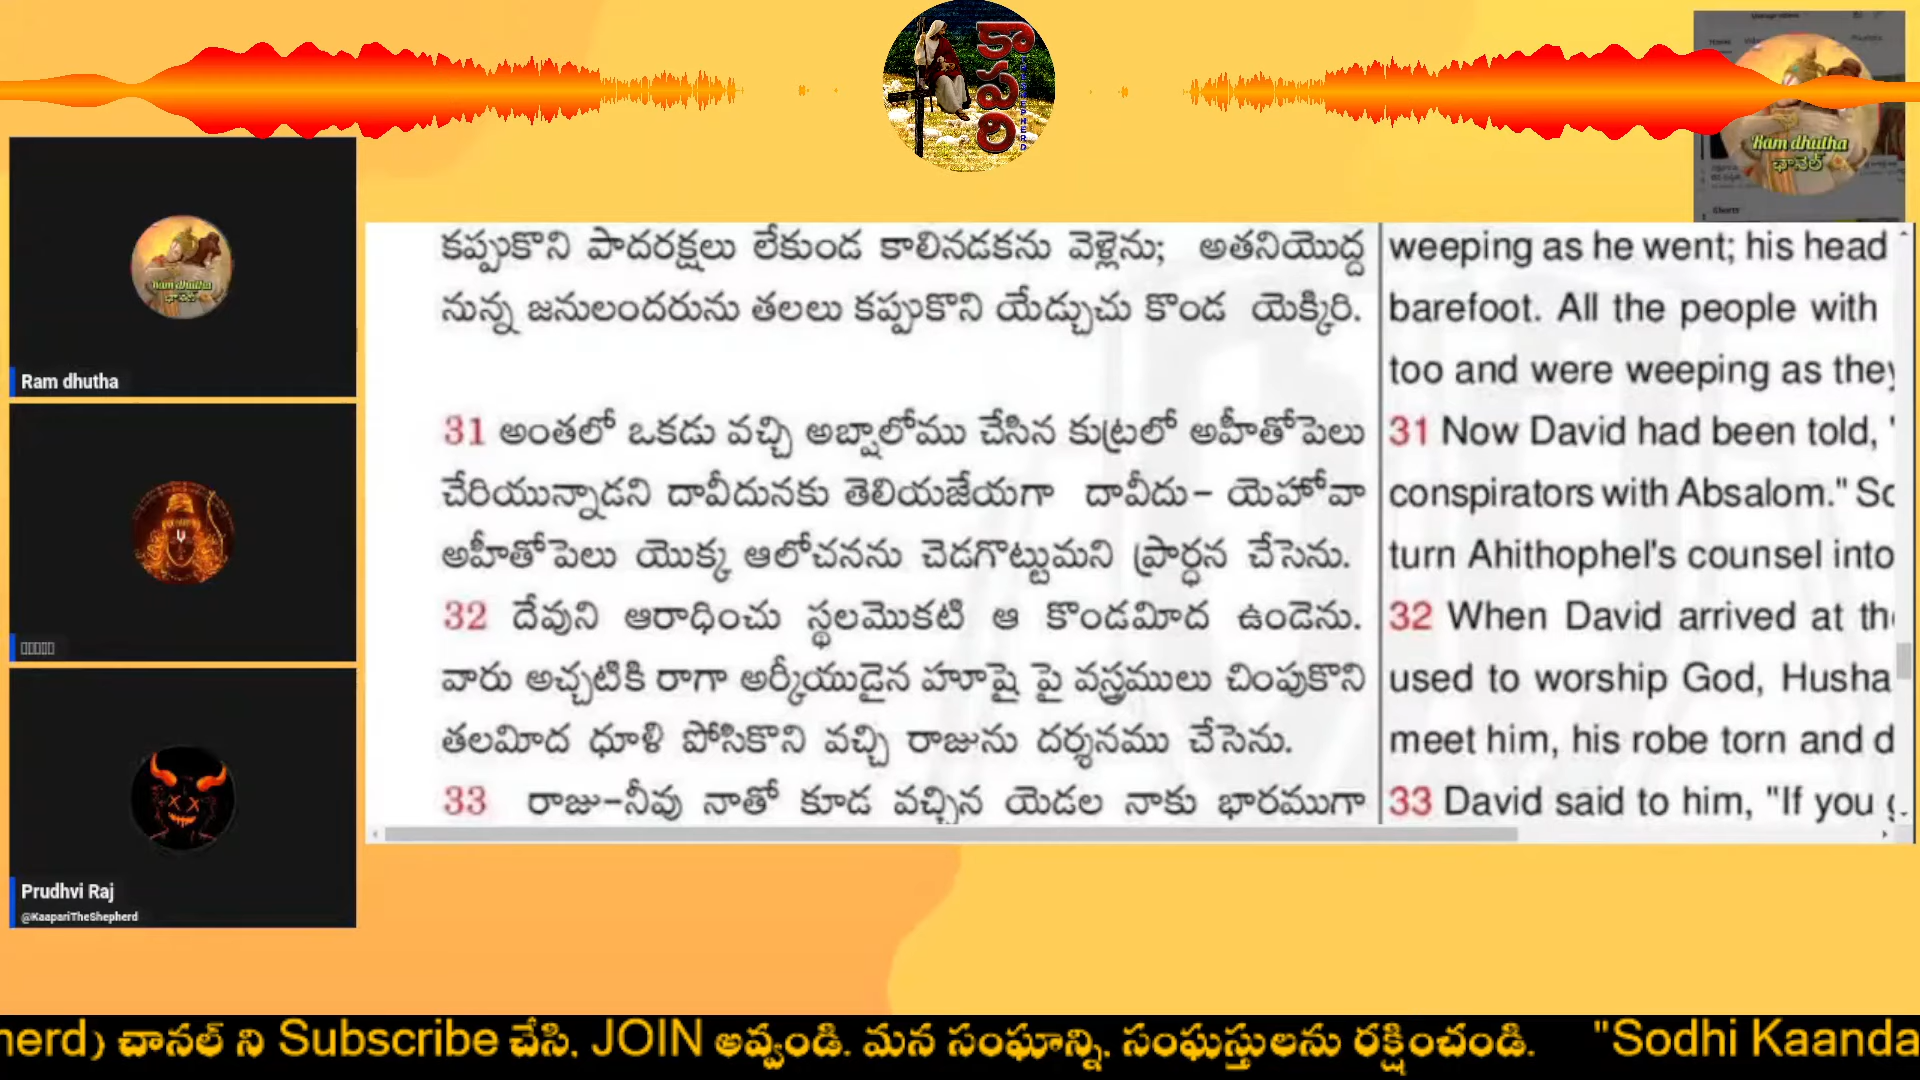 కాపరి
SHEPHERD
Ram dhutha
ఛానెల్
Ram dhutha
Prudhvi Raj
@KaapariTheShepherd
కప్పుకొని పాదరక్షలు లేకుండ కాలినడకను వెళ్లెను; అతనియొద్ద
నున్న జనులందరును తలలు కప్పుకొని యేడ్చుచు కొండ యెక్కిరి.
31 అంతలో ఒకడు వచ్చి అబ్షాలోము చేసిన కుట్రలో అహీతోపెలు
చేరియున్నాడని దావీదునకు తెలియజేయగా దావీదు– యెహోవా
అహీతోపెలు యొక్క ఆలోచనను చెడగొట్టుమని ప్రార్థన చేసెను.
32 దేవుని ఆరాధించు స్థలమొకటి ఆ కొండమీద ఉండెను.
వారు అచ్చటికి రాగా అర్కీయుడైన హూషై పై వస్త్రములు చింపుకొని
తలమీద ధూళి పోసికొని వచ్చి రాజును దర్శనము చేసెను.
33 రాజు–నీవు నాతో కూడ వచ్చిన యెడల నాకు భారముగా
weeping as he went; his head
barefoot. All the people with
too and were weeping as they
31 Now David had been told, "
conspirators with Absalom." So
turn Ahithophel's counsel into
32 When David arrived at the
used to worship God, Husha
meet him, his robe torn and d
33 David said to him, "If you g
herd) చానల్ ని Subscribe చేసి, JOIN అవ్వండి. మన సంఘాన్ని, సంఘస్తులను రక్షించండి. "Sodhi Kaanda